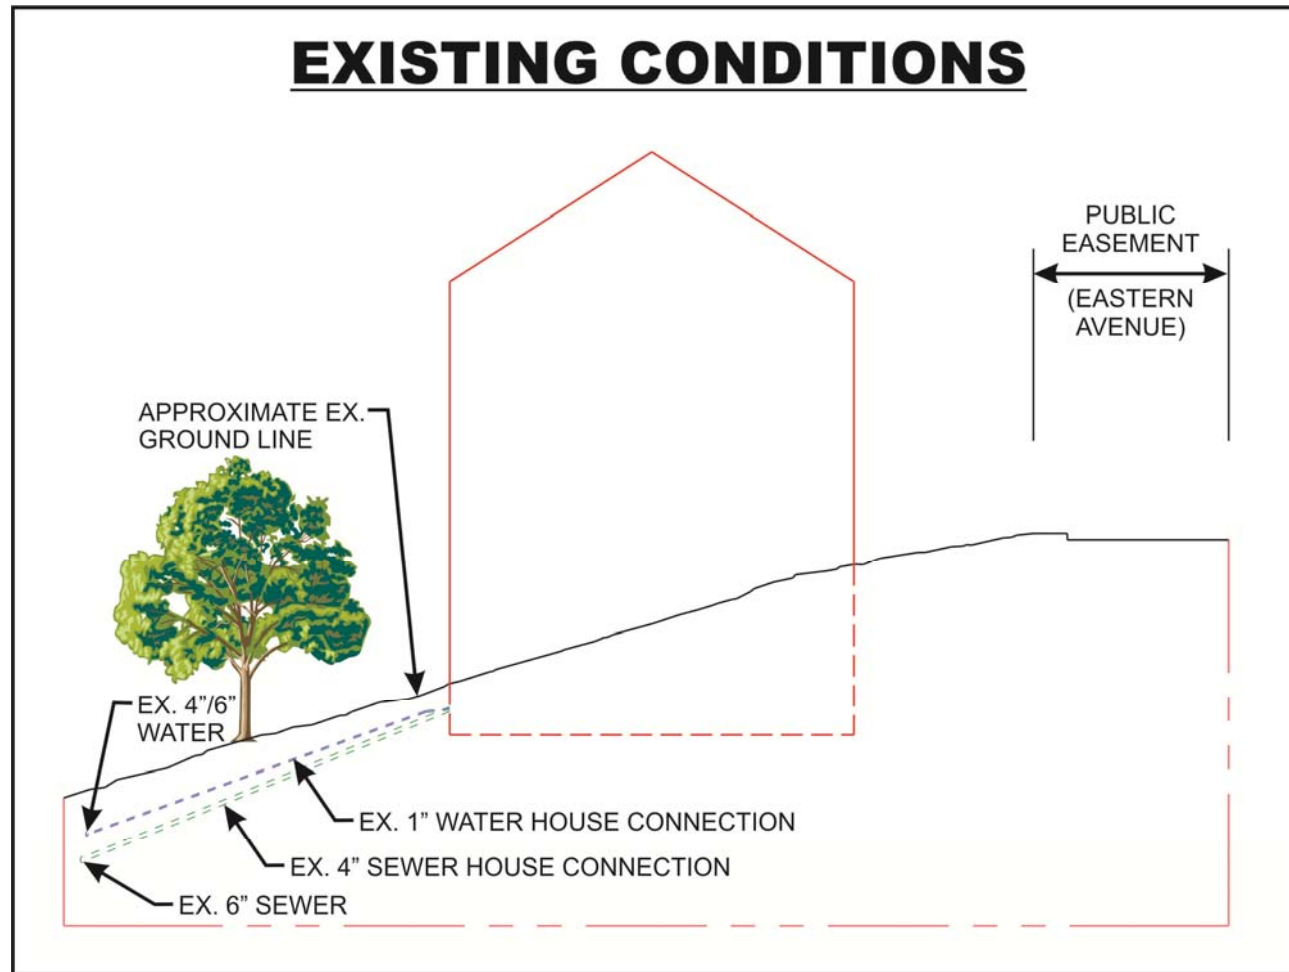 EXISTING CONDITIONS
PUBLIC
EASEMENT
(EASTERN
AVENUE)
APPROXIMATE EX.
GROUND LINE
EX. 4”/6”
WATER
EX. 1” WATER HOUSE CONNECTION
EX. 4” SEWER HOUSE CONNECTION
EX. 6” SEWER